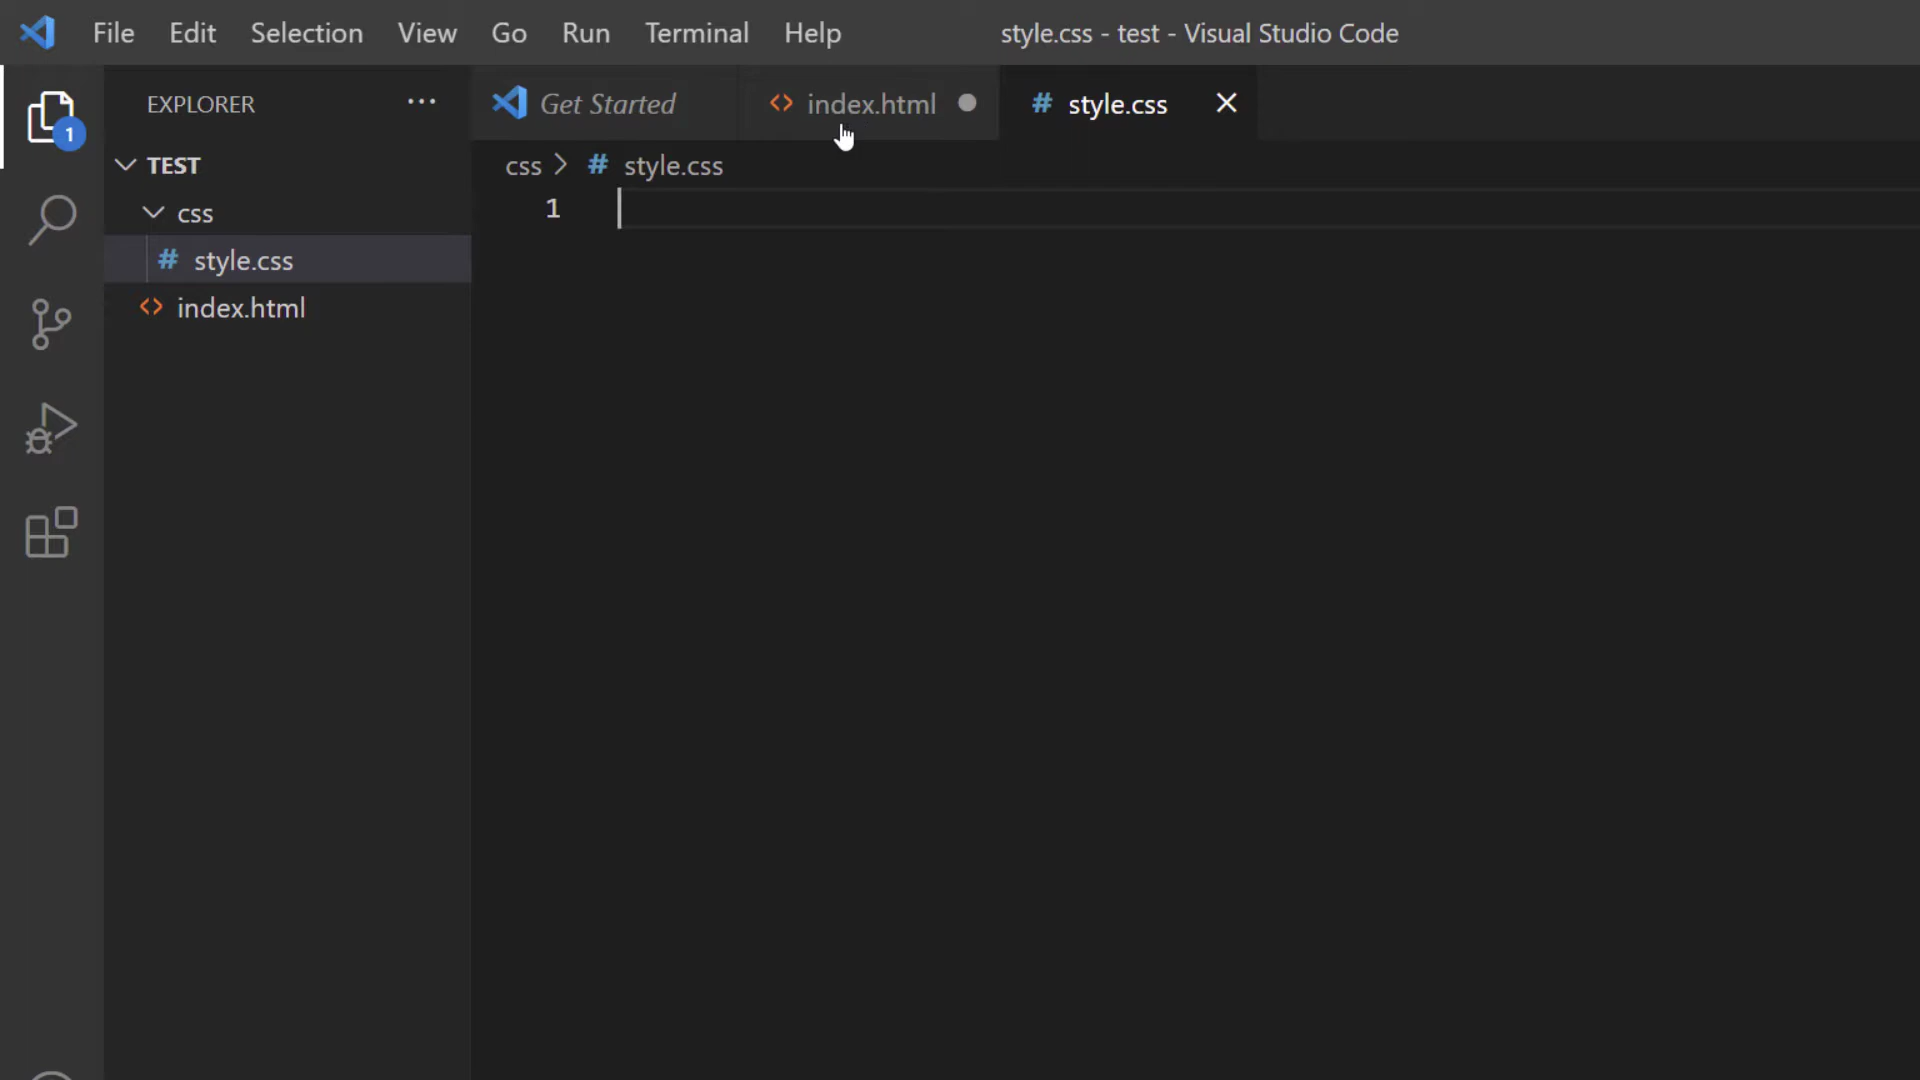 File Edit Selection View Go Run Terminal Help style.css - test - Visual Studio Code
EXPLORER ··· Get Started <> index.html # style.css
1
TEST
css > # style.css
css
1
# style.css
<> index.html